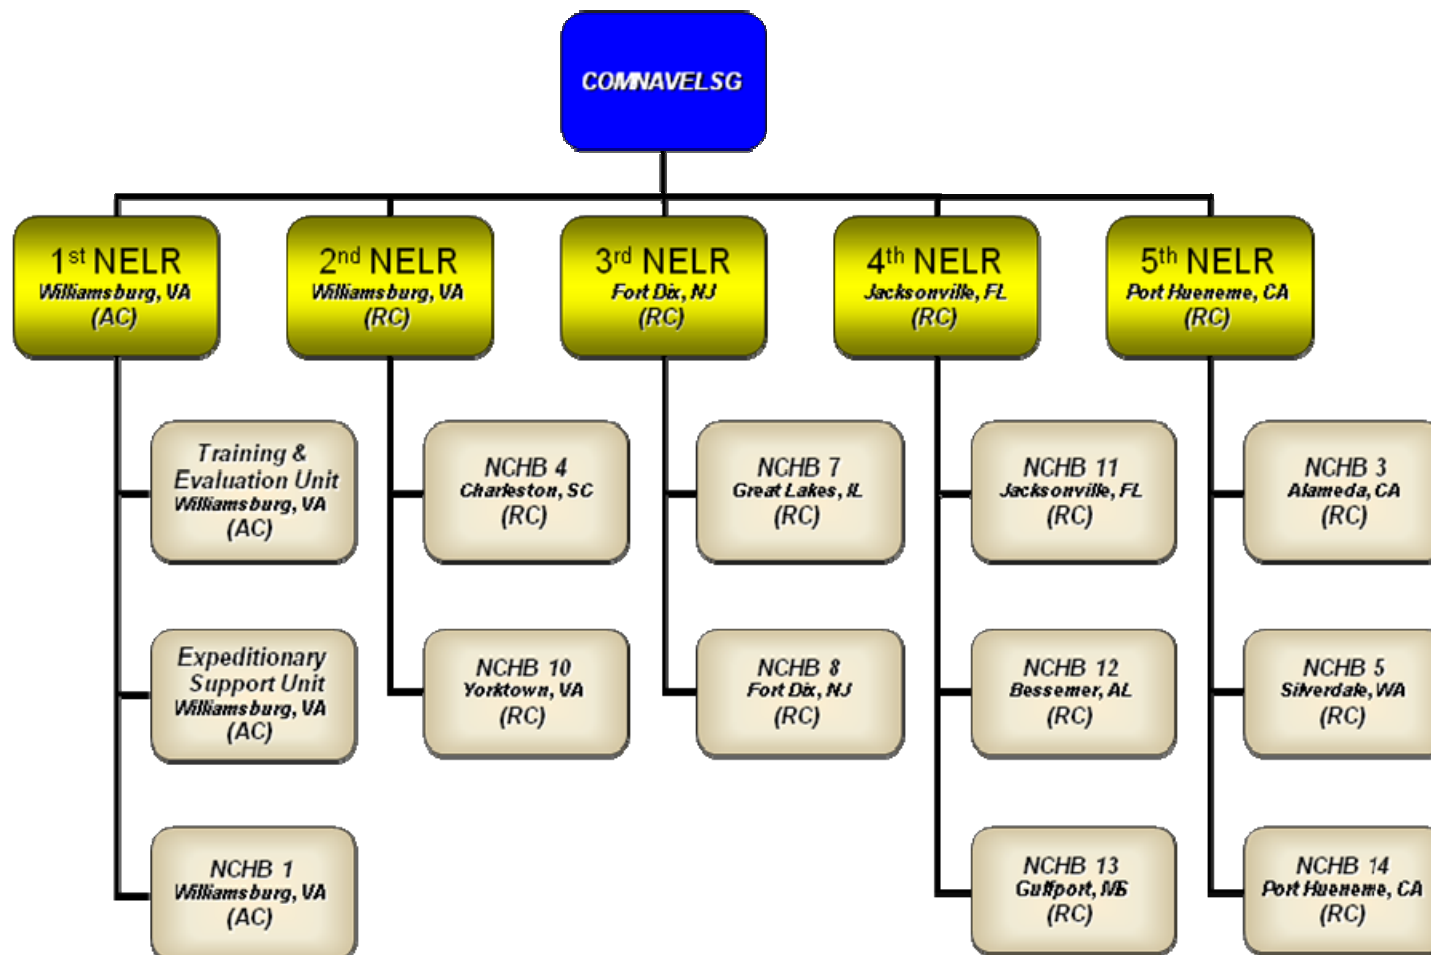 COMNAVELSG
1st NELR
Williamsburg, VA
(AC)
2nd NELR
Williamsburg, VA
(RC)
3rd NELR
Fort Dix, NJ
(RC)
4th NELR
Jacksonville, FL
(RC)
5th NELR
Port Hueneme, CA
(RC)
Training &
Evaluation Unit
Williamsburg, VA
(AC)
Expeditionary
Support Unit
Williamsburg, VA
(AC)
NCHB 1
Williamsburg, VA
(AC)
NCHB 4
Charleston, SC
(RC)
NCHB 10
Yorktown, VA
(RC)
NCHB 7
Great Lakes, IL
(RC)
NCHB 8
Fort Dix, NJ
(RC)
NCHB 11
Jacksonville, FL
(RC)
NCHB 12
Bessemer, AL
(RC)
NCHB 13
Gulfport, MS
(RC)
NCHB 3
Alameda, CA
(RC)
NCHB 5
Silverdale, WA
(RC)
NCHB 14
Port Hueneme, CA
(RC)